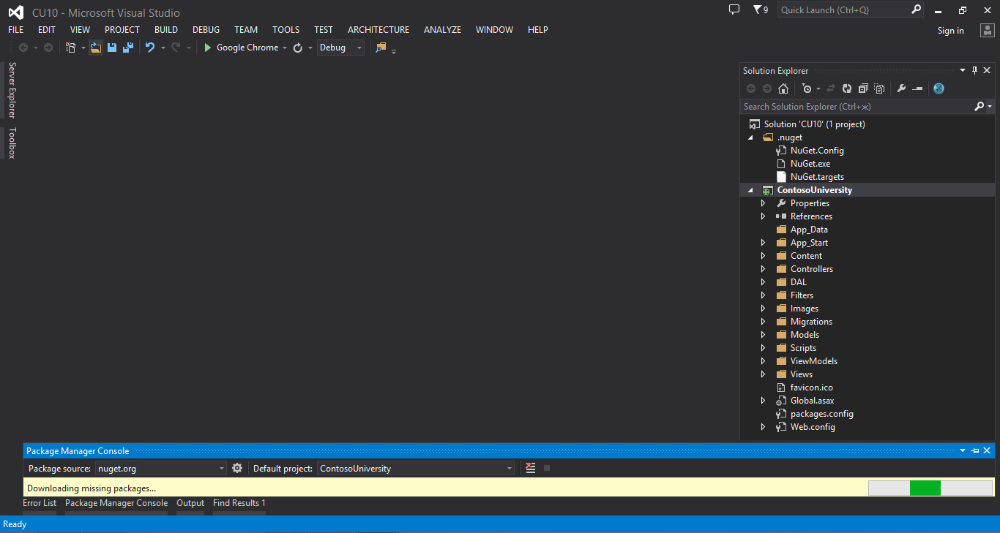 CU10 - Microsoft Visual Studio
9
Quick Launch (Ctrl+Q)
FILE EDIT VIEW PROJECT BUILD DEBUG TEAM TOOLS TEST ARCHITECTURE ANALYZE WINDOW HELP
Sign in
Google Chrome
Debug
Server Explorer
Toolbox
Solution Explorer
Search Solution Explorer (Ctrl+ж)
Solution 'CU10' (1 project)
.nuget
NuGet.Config
NuGet.exe
NuGet.targets
ContosoUniversity
Properties
References
App_Data
App_Start
Content
Controllers
DAL
Filters
Images
Migrations
Models
Scripts
ViewModels
Views
favicon.ico
Global.asax
packages.config
Web.config
Package Manager Console
Package source: nuget.org
Default project: ContosoUniversity
Downloading missing packages...
Error List Package Manager Console Output Find Results 1
Ready